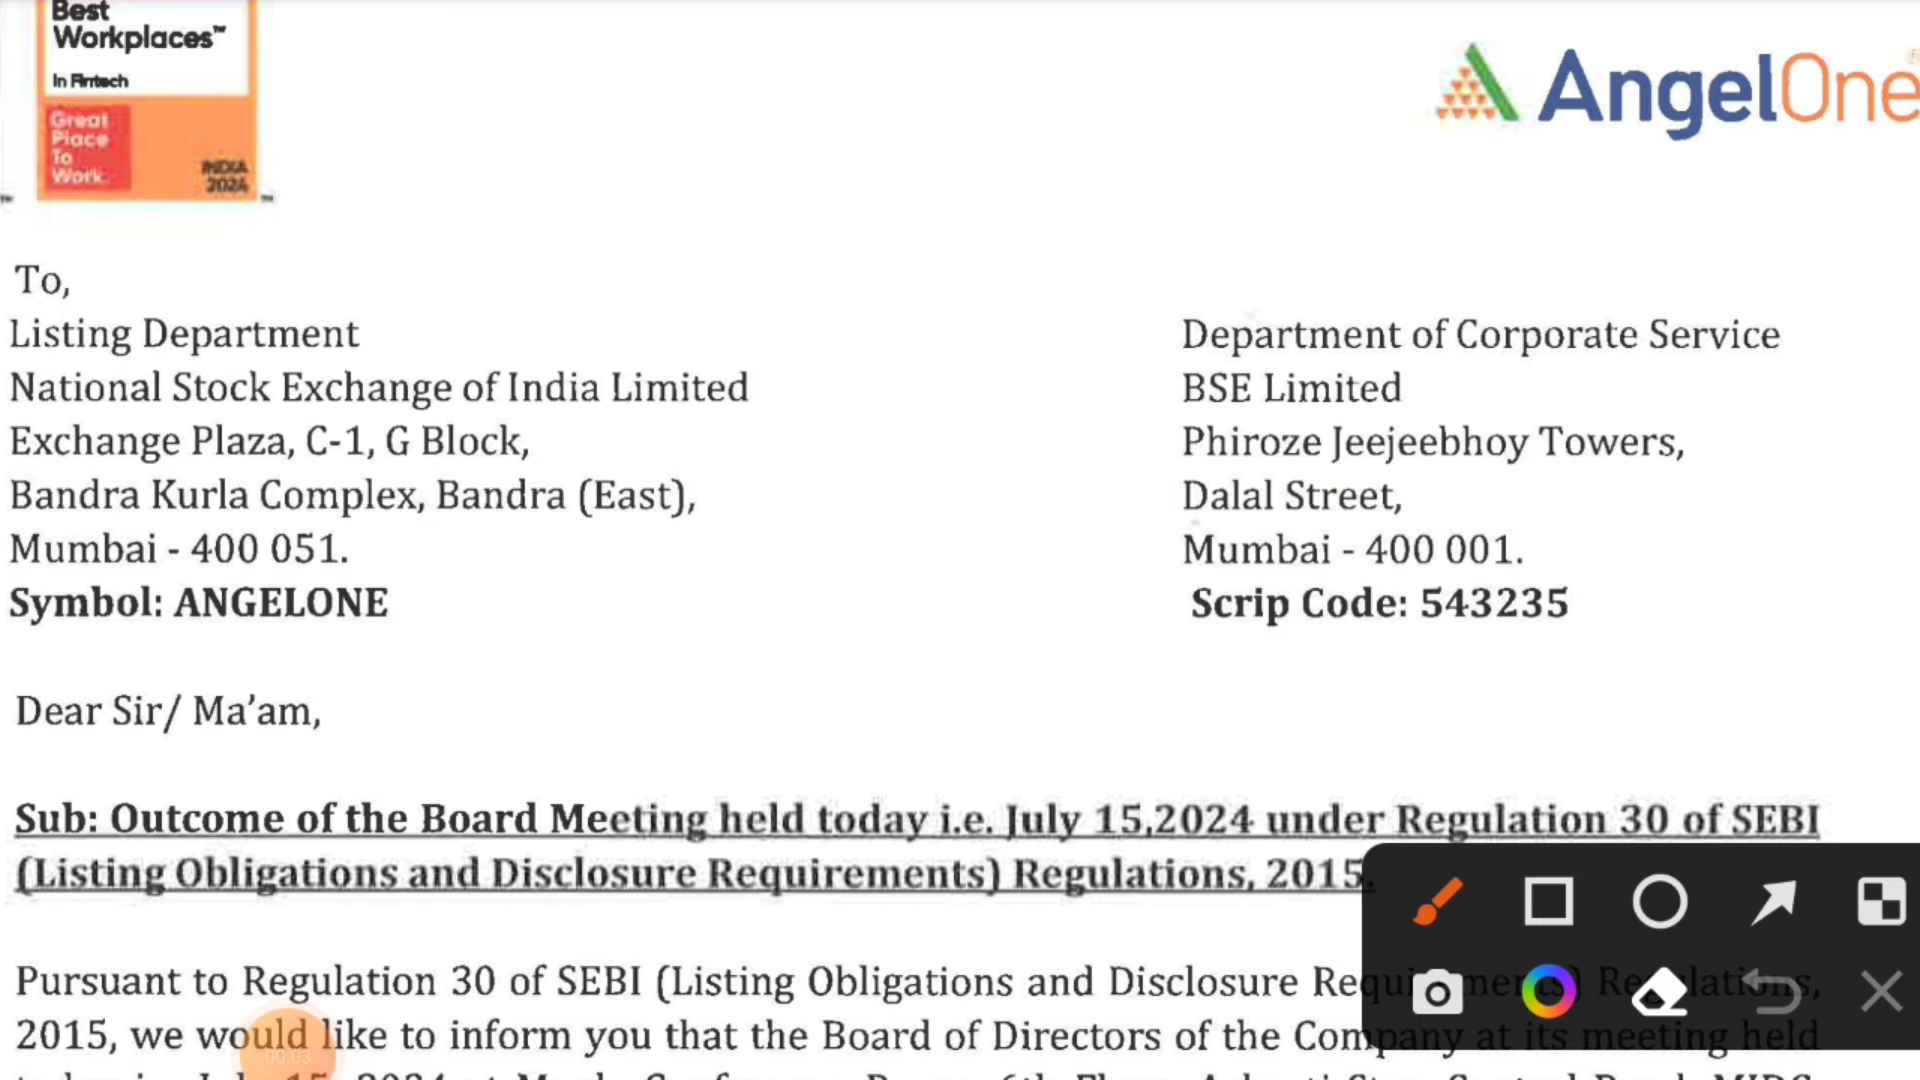 Best
Workplaces™
In Fintech
Great
Place
To
Work
INDIA
2024
AngelOne
To,
Listing Department
National Stock Exchange of India Limited
Exchange Plaza, C-1, G Block,
Bandra Kurla Complex, Bandra (East),
Mumbai - 400 051.
Symbol: ANGELONE
Department of Corporate Service
BSE Limited
Phiroze Jeejeebhoy Towers,
Dalal Street,
Mumbai - 400 001.
Scrip Code: 543235
Dear Sir/ Ma’am,
Sub: Outcome of the Board Meeting held today i.e. July 15,2024 under Regulation 30 of SEBI
(Listing Obligations and Disclosure Requirements) Regulations, 2015.
Pursuant to Regulation 30 of SEBI (Listing Obligations and Disclosure Requirements) Regulations,
2015, we would like to inform you that the Board of Directors of the Company at its meeting held
00:03